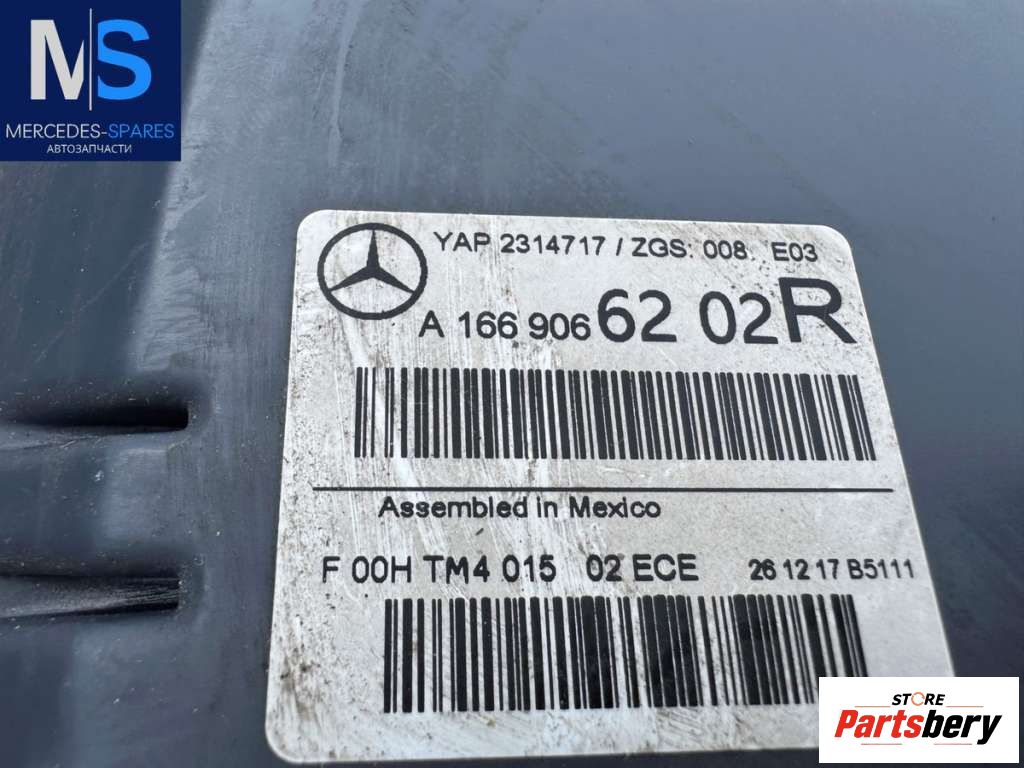 MS
MERCEDES-SPARES
АВТОЗАПЧАСТИ
YAP 2314717 / ZGS: 008 E03
A 166 906 62 02 R
Assembled in Mexico
F 00H TM4 015 02 ECE 26 12 17 B5111
STORE
Partsbery